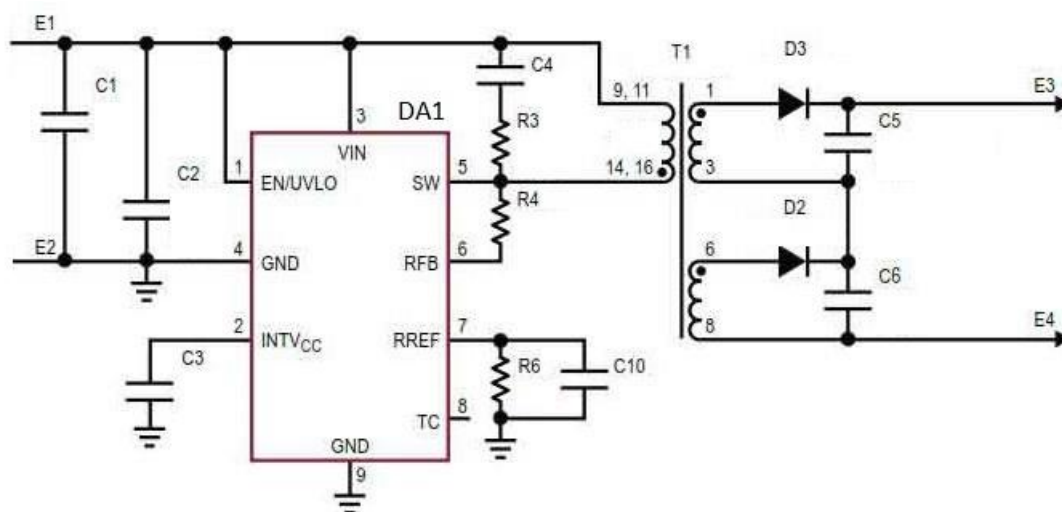 E1
C4
T1
D3
9, 11
1
E3
C1
R3
C5
3
DA1
VIN
C2
1
EN/UVLO
SW
5
14, 16
3
R4
D2
E2
4
GND
RFB
6
6
C6
2
INTVCC
RREF
7
8
E4
C3
R6
C10
TC
8
GND
9